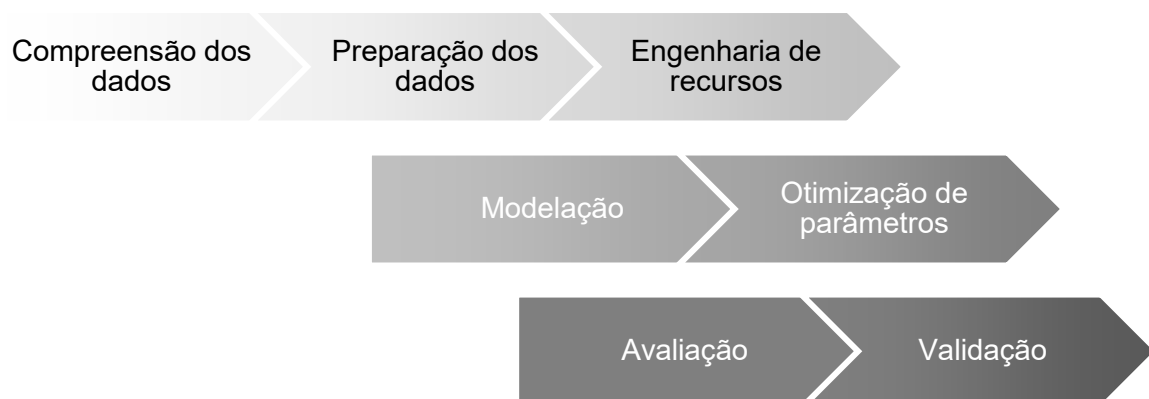 Compreensão dos
dados
Preparação dos
dados
Engenharia de
recursos
Modelação
Otimização de
parâmetros
Avaliação
Validação